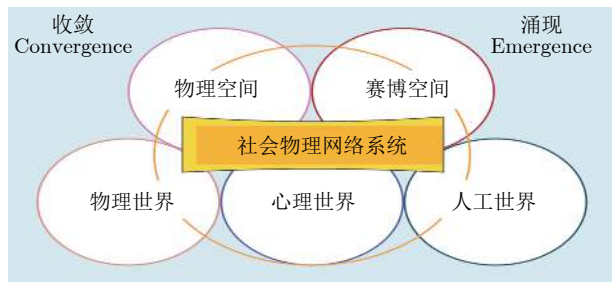 收敛
Convergence
涌现
Emergence
物理空间
赛博空间
社会物理网络系统
物理世界
心理世界
人工世界